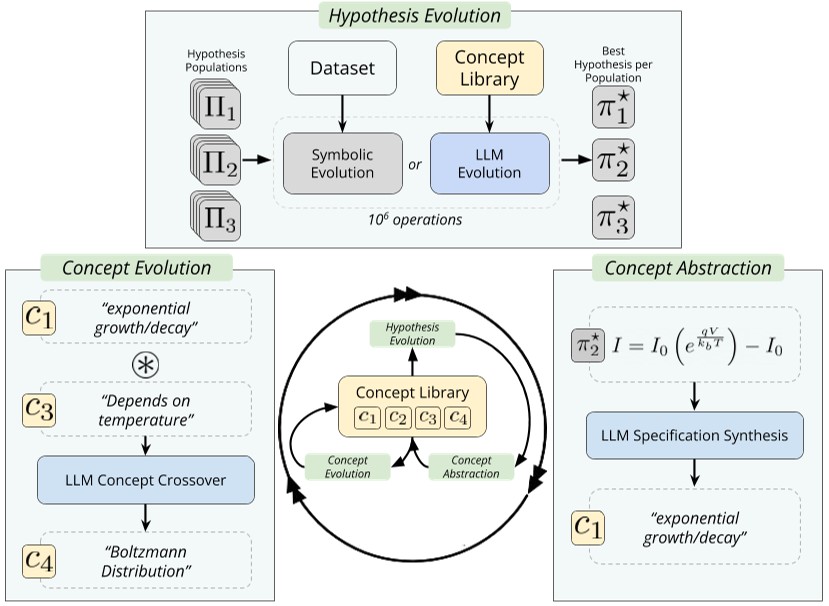 Hypothesis Evolution
Hypothesis
Populations
Π₁
Π₂
Π₃
Dataset
Concept
Library
Symbolic
Evolution
or
LLM
Evolution
10⁶ operations
Best
Hypothesis per
Population
π₁*
π₂*
π₃*
Concept Evolution
c₁
“exponential
growth/decay”
⊛
c₃
“Depends on
temperature”
LLM Concept Crossover
c₄
“Boltzmann
Distribution”
Hypothesis
Evolution
Concept Library
c₁ c₂ c₃ c₄
Concept
Evolution
Concept
Abstraction
Concept Abstraction
π₂* I = I₀ (e^{qV/k_bT}) − I₀
LLM Specification Synthesis
c₁
“exponential
growth/decay”